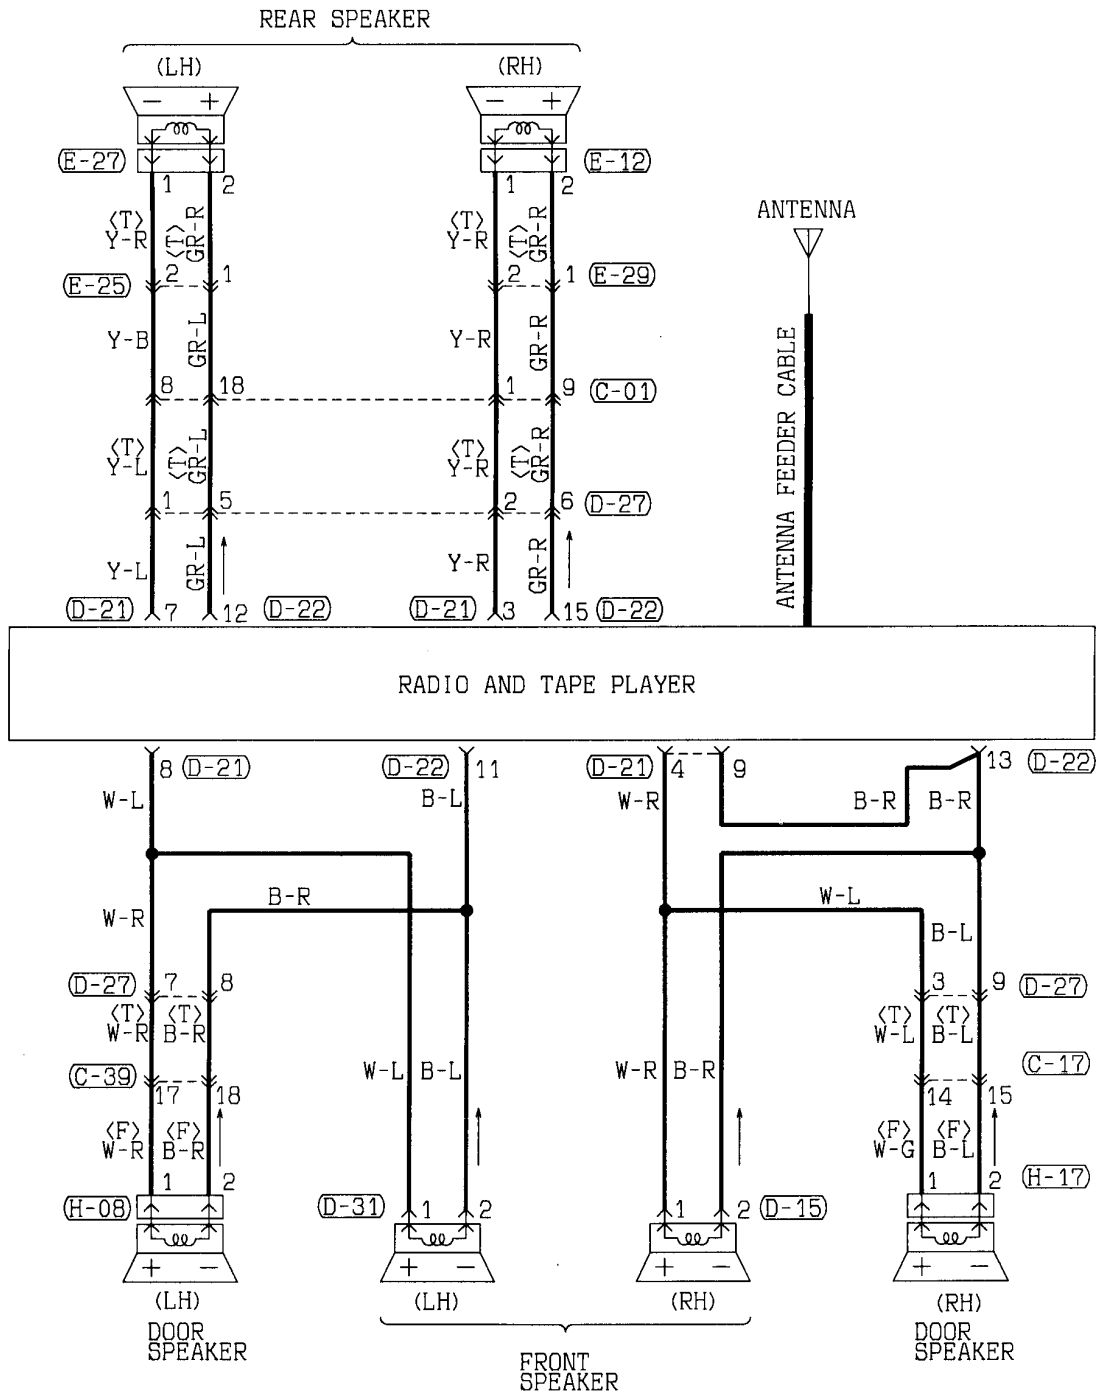 REAR SPEAKER
(LH) (RH)
− + − +
E-27 E-12
1 2 1 2
<T> <T> <T> <T>
Y-R GR-R Y-R GR-R
ANTENNA
E-25 2 1 2 1 E-29
Y-B GR-L Y-R GR-R
8 18 1 9 C-01
<T> <T> <T> <T>
Y-L GR-L Y-R GR-R
1 5 2 6 D-27
Y-L GR-L Y-R GR-R
ANTENNA FEEDER CABLE
D-21 7 12 D-22 D-21 3 15 D-22
RADIO AND TAPE PLAYER
8 D-21 D-22 11 D-21 4 9 13 D-22
W-L B-L W-R B-R B-R
B-R W-L
W-R B-L
D-27 7 8 3 9 D-27
<T> <T> <T> <T>
W-R B-R W-L B-L
C-39 W-L B-L W-R B-R C-17
17 18 14 15
<F> <F> <F> <F>
W-R B-R W-G B-L
1 2 1 2 H-17
H-08 D-31 1 2 1 2 D-15
+ − + − + − + −
(LH) (LH) (RH) (RH)
DOOR DOOR
SPEAKER SPEAKER
FRONT
SPEAKER